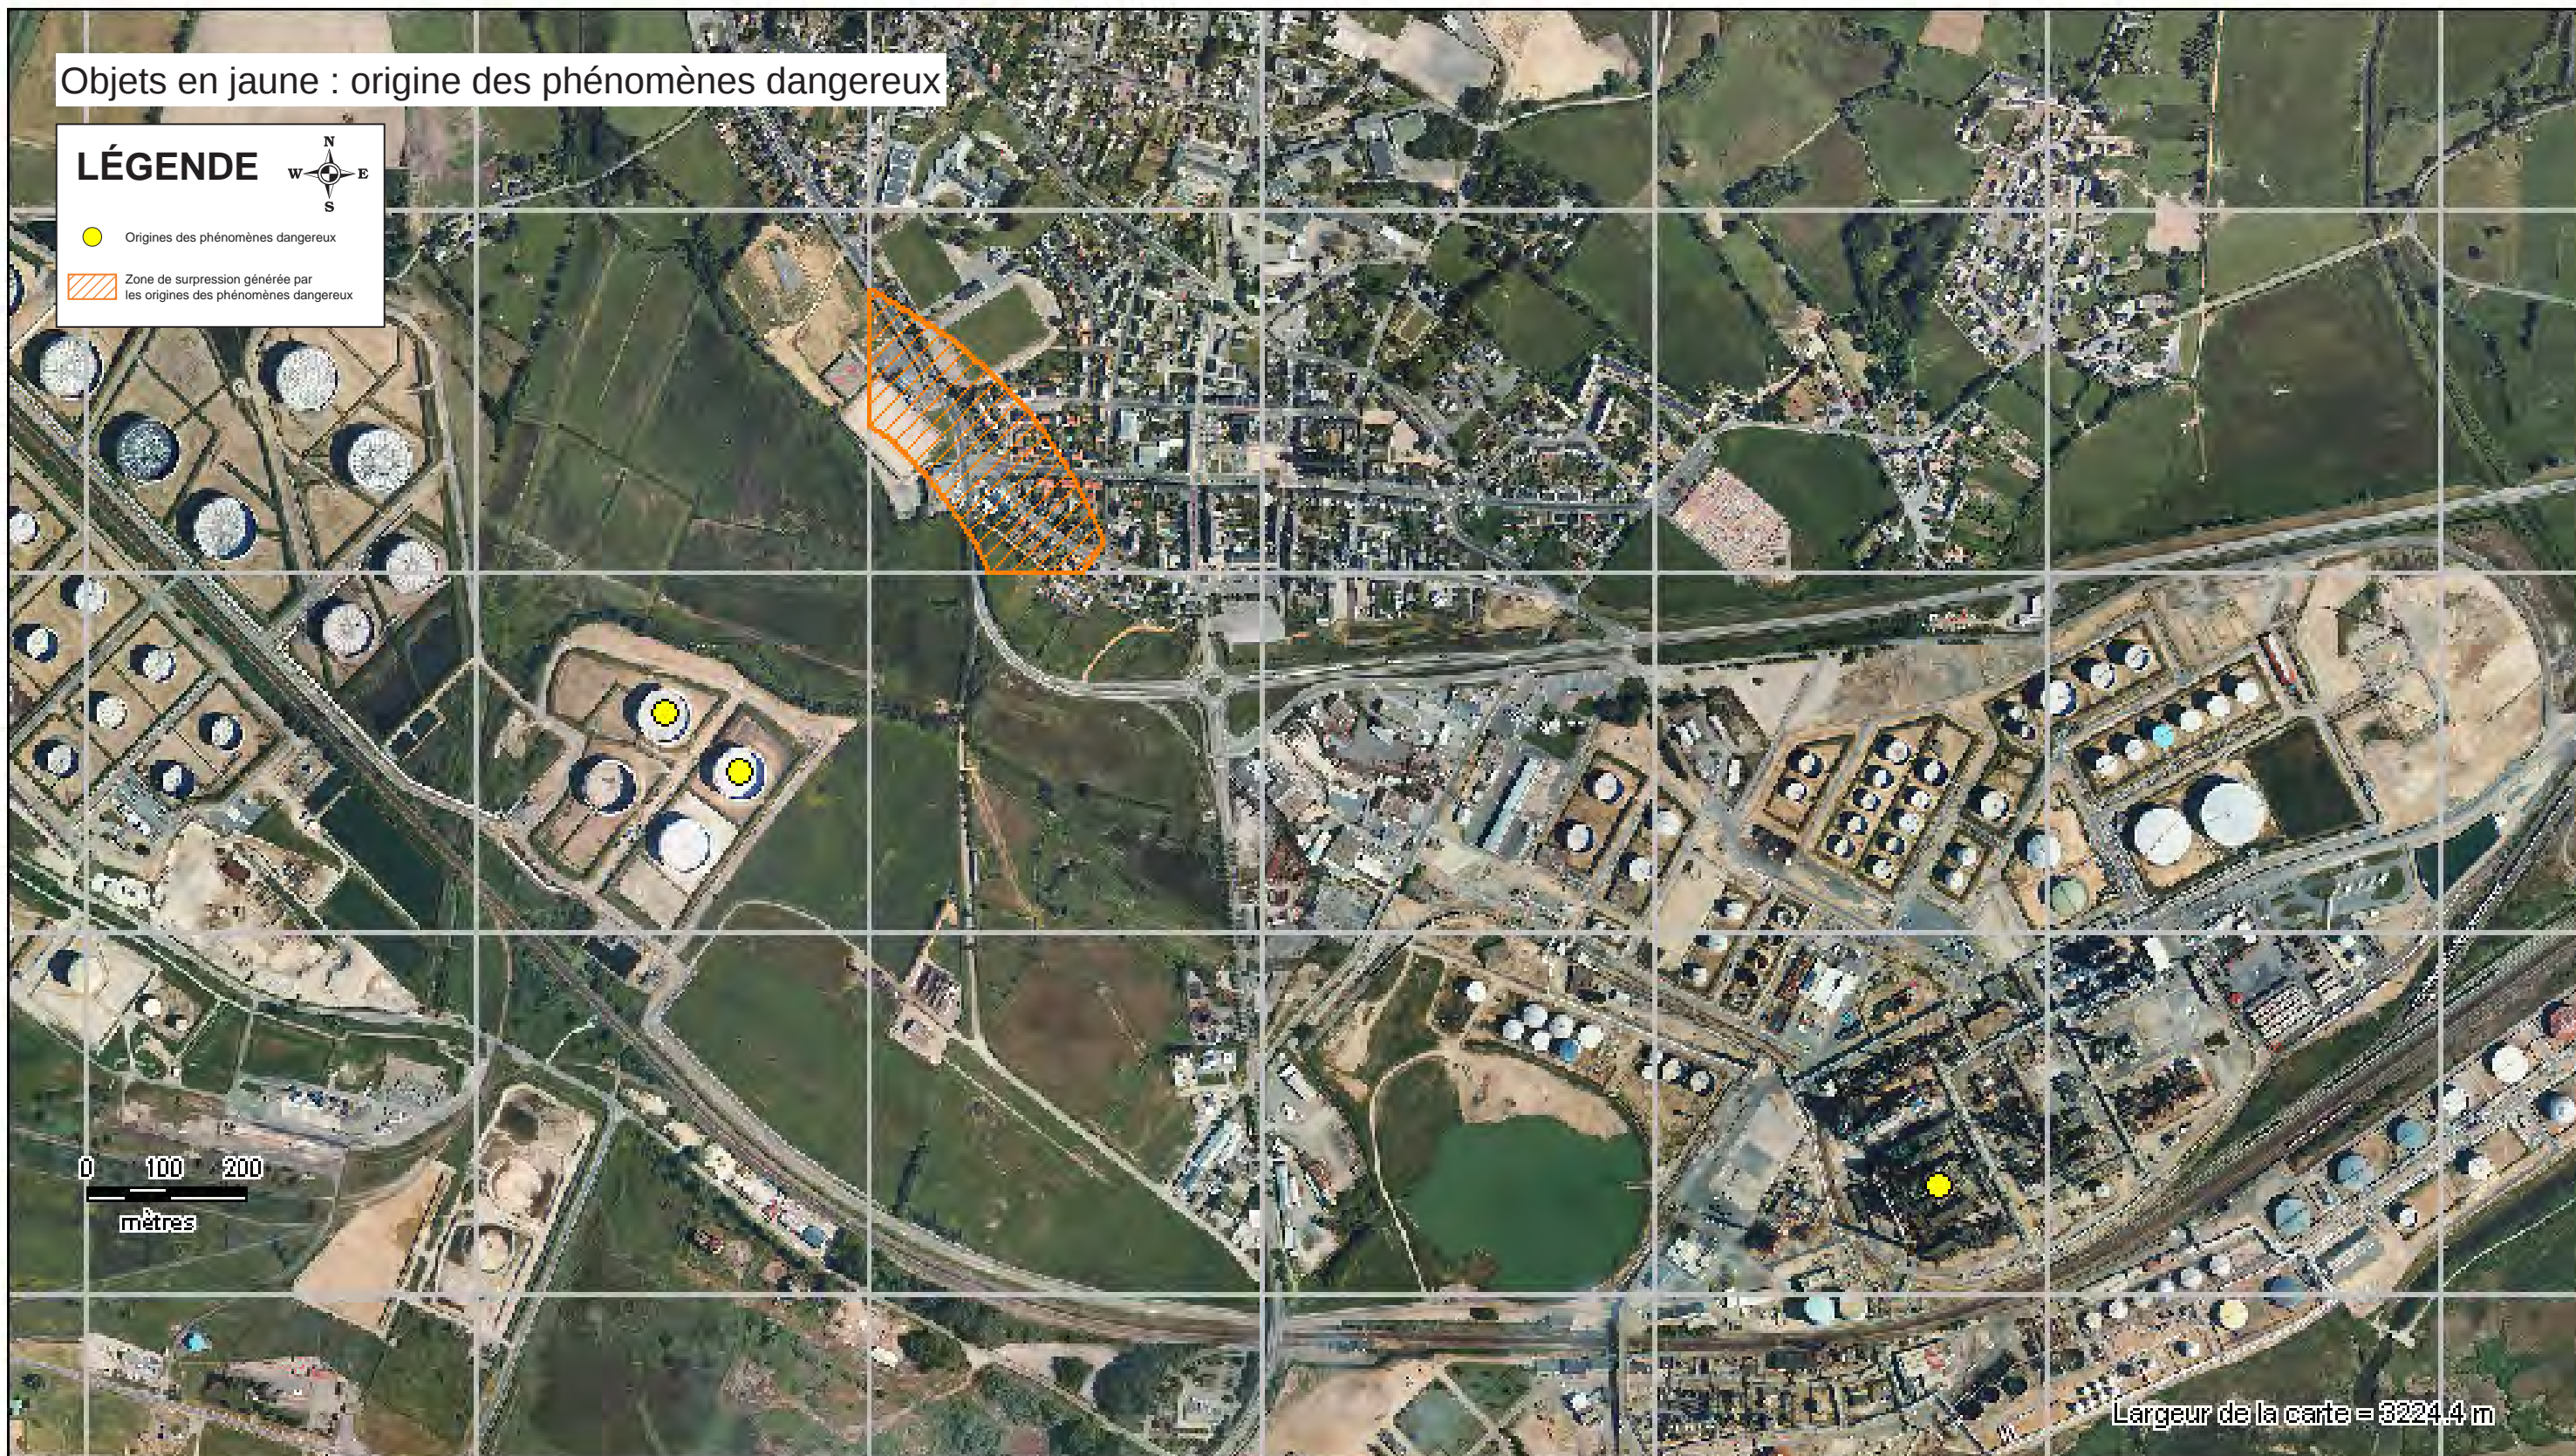 Objets en jaune : origine des phénomènes dangereux
LÉGENDE
N
W E
S
Origines des phénomènes dangereux
Zone de surpression générée par
les origines des phénomènes dangereux
0 100 200
mètres
Largeur de la carte = 3224.4 m